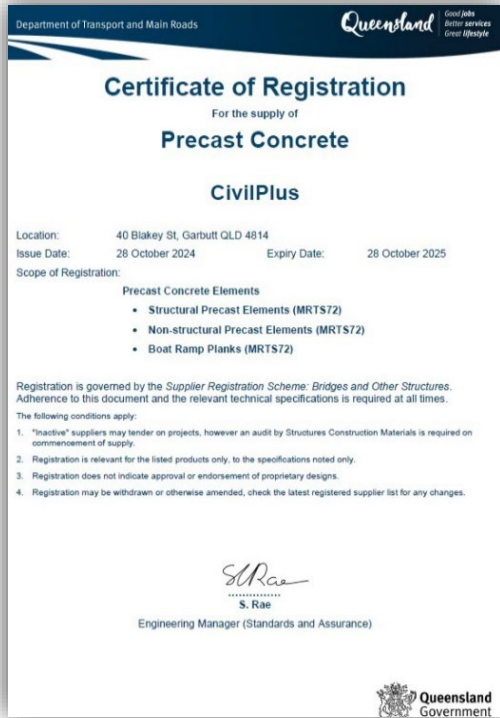 Department of Transport and Main Roads
Queensland
Good jobs
Better services
Great lifestyle
Certificate of Registration
For the supply of
Precast Concrete
CivilPlus
Location: 40 Blakey St, Garbutt QLD 4814
Issue Date: 28 October 2024 Expiry Date: 28 October 2025
Scope of Registration:
Precast Concrete Elements
• Structural Precast Elements (MRTS72)
• Non-structural Precast Elements (MRTS72)
• Boat Ramp Planks (MRTS72)
Registration is governed by the Supplier Registration Scheme: Bridges and Other Structures.
Adherence to this document and the relevant technical specifications is required at all times.
The following conditions apply:
1. "Inactive" suppliers may tender on projects, however an audit by Structures Construction Materials is required on
commencement of supply.
2. Registration is relevant for the listed products only, to the specifications noted only.
3. Registration does not indicate approval or endorsement of proprietary designs.
4. Registration may be withdrawn or otherwise amended, check the latest registered supplier list for any changes.
SURae
S. Rae
Engineering Manager (Standards and Assurance)
Queensland
Government